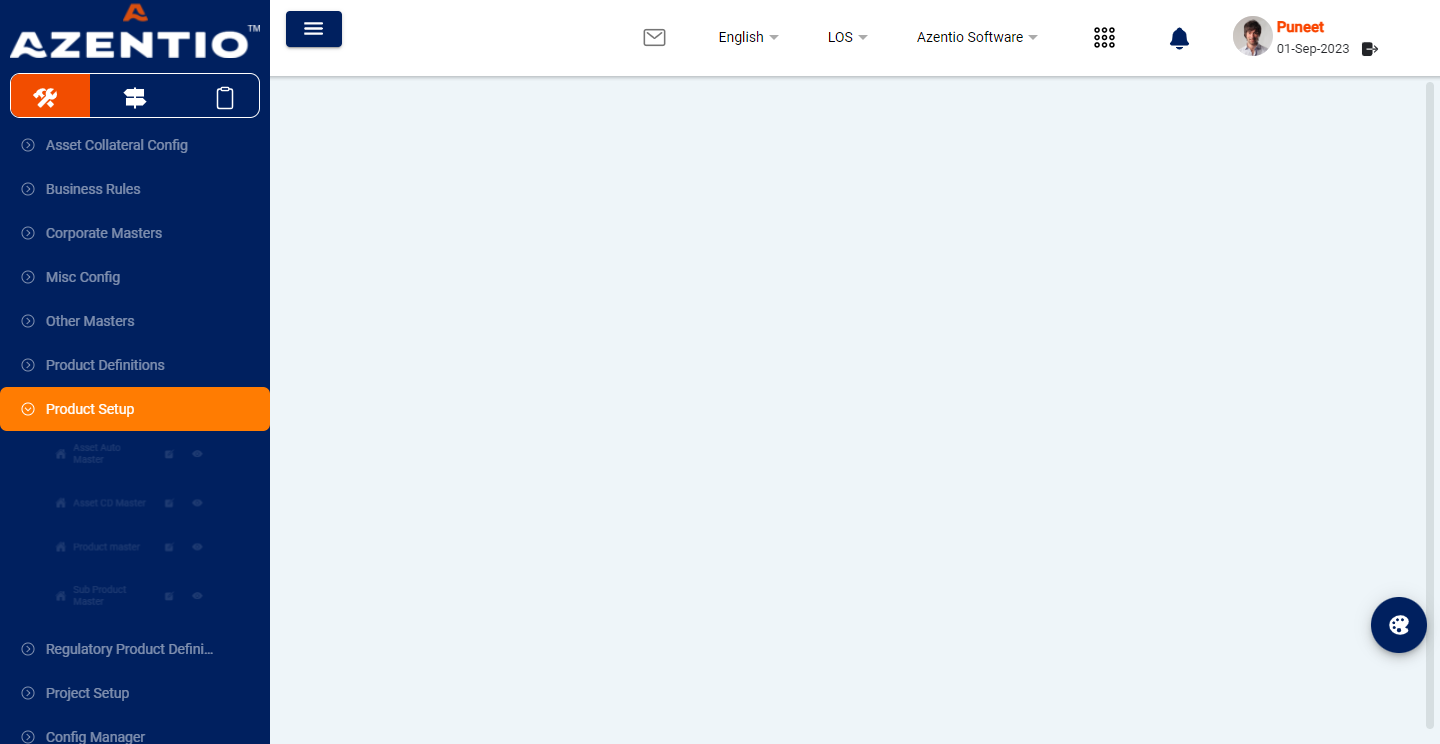 AZENTIO™
English
LOS
Azentio Software
Puneet
01-Sep-2023
Asset Collateral Config
Business Rules
Corporate Masters
Misc Config
Other Masters
Product Definitions
Product Setup
Asset Auto
Master
Asset CD Master
Product master
Sub Product
Master
Regulatory Product Defini...
Project Setup
Config Manager